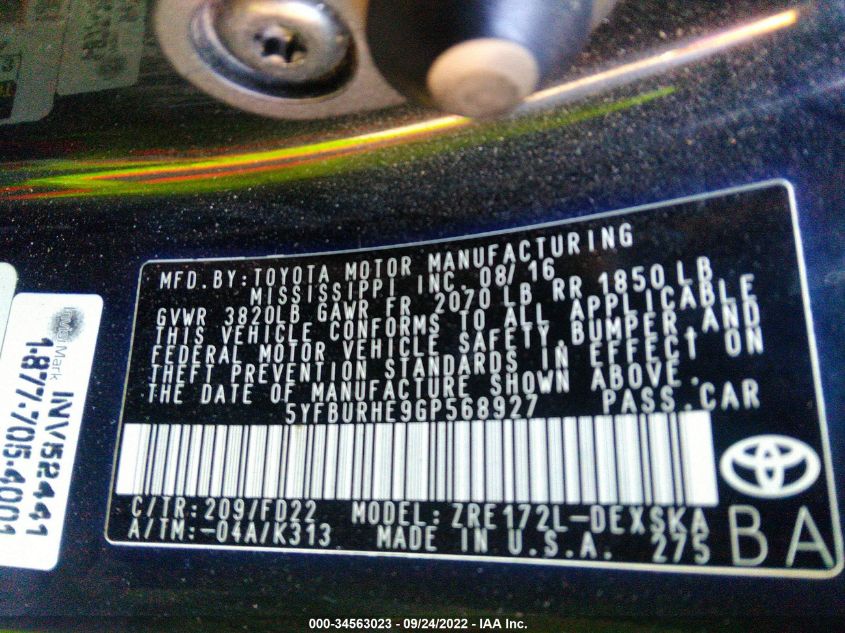 MFD.BY:TOYOTA MOTOR MANUFACTURING
MISSISSIPPI INC. 08/16
GVWR 3820LB GAWR FR 2070 LB RR 1850 LB
THIS VEHICLE CONFORMS TO ALL APPLICABLE
FEDERAL MOTOR VEHICLE SAFETY,BUMPER,AND
THEFT PREVENTION STANDARDS IN EFFECT ON
THE DATE OF MANUFACTURE SHOWN ABOVE.
5YFBURHE9GP568927 PASS.CAR
C/TR:209/FD22 MODEL:ZRE172L-DEXSKA
A/TM:-04A/K313 MADE IN U.S.A. 275
BA
Mark
1-877-705-4001
INV52441
000-34563023 - 09/24/2022 - IAA Inc.